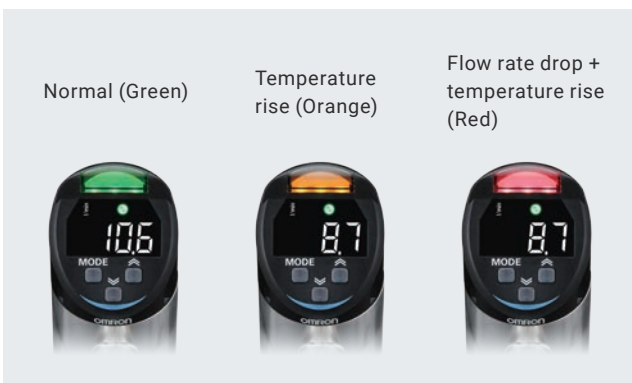 Normal (Green)
Temperature
rise (Orange)
Flow rate drop +
temperature rise
(Red)
10.6
MODE
OMRON
8.7
MODE
OMRON
8.7
MODE
OMRON